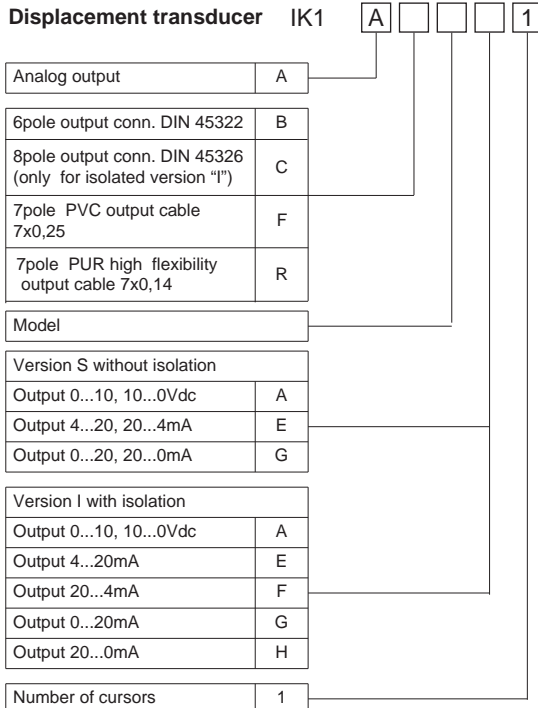 Displacement transducer IK1 A 1
Analog output A
6pole output conn. DIN 45322 B
8pole output conn. DIN 45326
(only for isolated version “I”) C
7pole PVC output cable
7x0,25 F
7pole PUR high flexibility
output cable 7x0,14 R
Model
Version S without isolation
Output 0...10, 10...0Vdc A
Output 4...20, 20...4mA E
Output 0...20, 20...0mA G
Version I with isolation
Output 0...10, 10...0Vdc A
Output 4...20mA E
Output 20...4mA F
Output 0...20mA G
Output 20...0mA H
Number of cursors 1